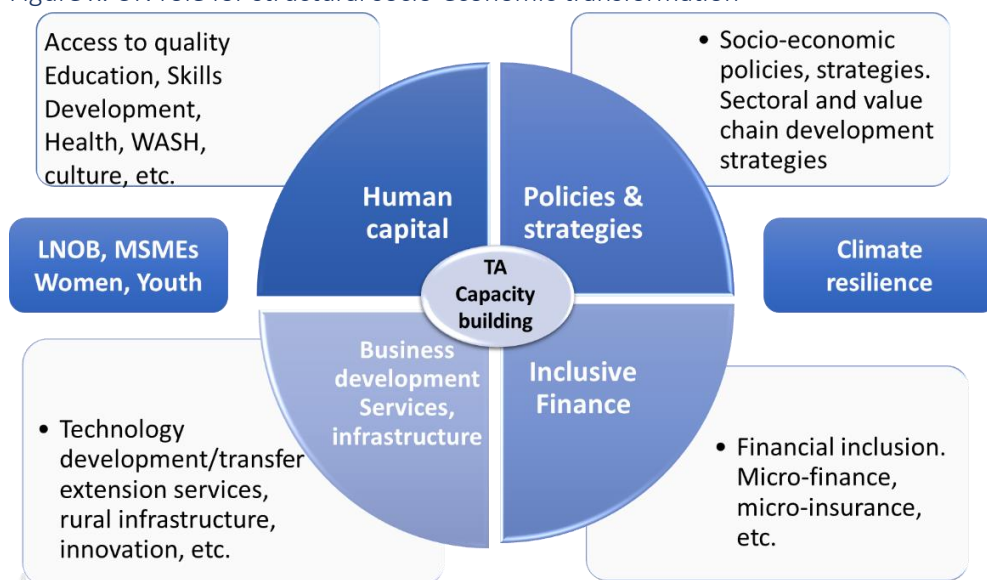 Access to quality
Education, Skills
Development,
Health, WASH,
culture, etc.
• Socio-economic
policies, strategies.
Sectoral and value
chain development
strategies
Human
capital
Policies &
strategies
LNOB, MSMEs
Women, Youth
TA
Capacity
building
Climate
resilience
Business
development
Services,
infrastructure
Inclusive
Finance
• Technology
development/transfer
extension services,
rural infrastructure,
innovation, etc.
• Financial inclusion.
Micro-finance,
micro-insurance,
etc.